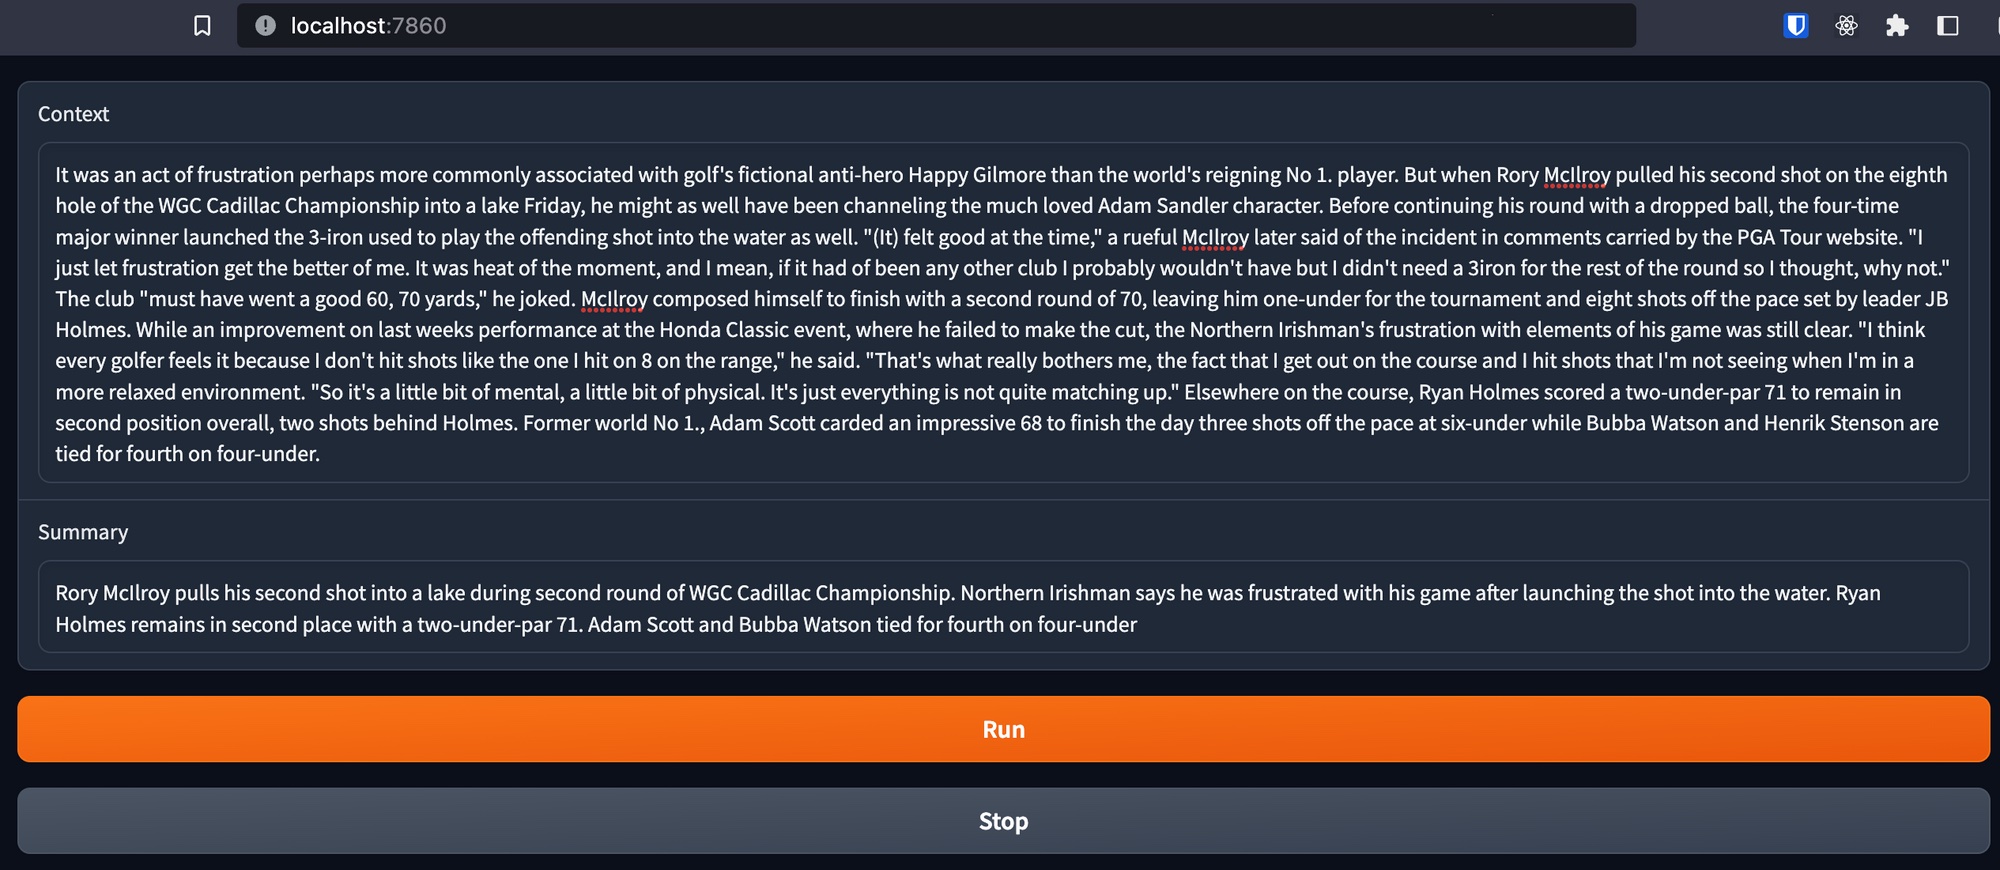 localhost:7860
Context
It was an act of frustration perhaps more commonly associated with golf's fictional anti-hero Happy Gilmore than the world's reigning No 1. player. But when Rory McIlroy pulled his second shot on the eighth
hole of the WGC Cadillac Championship into a lake Friday, he might as well have been channeling the much loved Adam Sandler character. Before continuing his round with a dropped ball, the four-time
major winner launched the 3-iron used to play the offending shot into the water as well. "(It) felt good at the time," a rueful McIlroy later said of the incident in comments carried by the PGA Tour website. "I
just let frustration get the better of me. It was heat of the moment, and I mean, if it had of been any other club I probably wouldn't have but I didn't need a 3iron for the rest of the round so I thought, why not."
The club "must have went a good 60, 70 yards," he joked. McIlroy composed himself to finish with a second round of 70, leaving him one-under for the tournament and eight shots off the pace set by leader JB
Holmes. While an improvement on last weeks performance at the Honda Classic event, where he failed to make the cut, the Northern Irishman's frustration with elements of his game was still clear. "I think
every golfer feels it because I don't hit shots like the one I hit on 8 on the range," he said. "That's what really bothers me, the fact that I get out on the course and I hit shots that I'm not seeing when I'm in a
more relaxed environment. "So it's a little bit of mental, a little bit of physical. It's just everything is not quite matching up." Elsewhere on the course, Ryan Holmes scored a two-under-par 71 to remain in
second position overall, two shots behind Holmes. Former world No 1., Adam Scott carded an impressive 68 to finish the day three shots off the pace at six-under while Bubba Watson and Henrik Stenson are
tied for fourth on four-under.
Summary
Rory McIlroy pulls his second shot into a lake during second round of WGC Cadillac Championship. Northern Irishman says he was frustrated with his game after launching the shot into the water. Ryan
Holmes remains in second place with a two-under-par 71. Adam Scott and Bubba Watson tied for fourth on four-under
Run
Stop